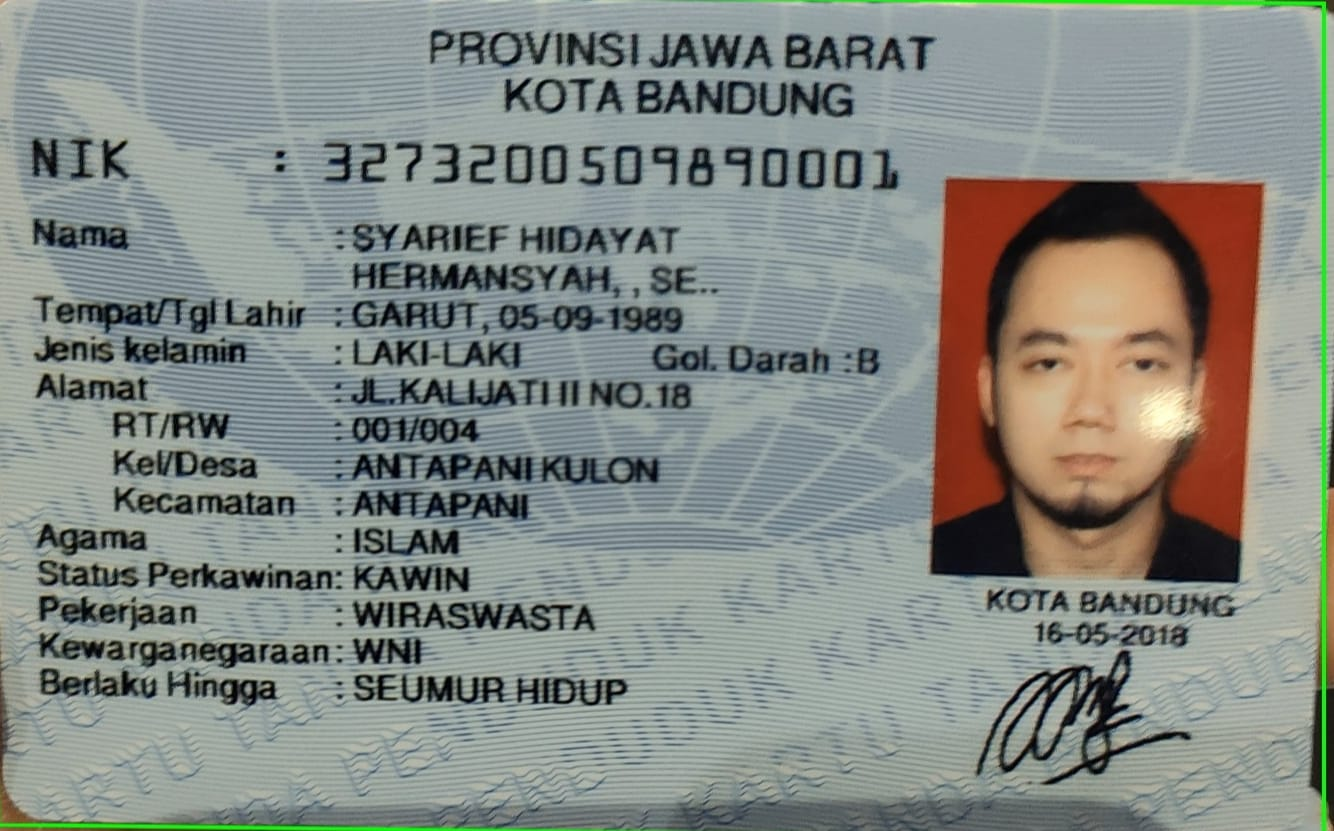 PROVINSI JAWA BARAT
KOTA BANDUNG
NIK : 3273200509890001
Nama : SYARIEF HIDAYAT
HERMANSYAH, , SE..
Tempat/Tgl Lahir : GARUT, 05-09-1989
Jenis kelamin : LAKI-LAKI Gol. Darah : B
Alamat : JL.KALIJATI II NO.18
RT/RW : 001/004
Kel/Desa : ANTAPANI KULON
Kecamatan : ANTAPANI
Agama : ISLAM
Status Perkawinan: KAWIN
Pekerjaan : WIRASWASTA
Kewarganegaraan: WNI
Berlaku Hingga : SEUMUR HIDUP
KOTA BANDUNG
16-05-2018